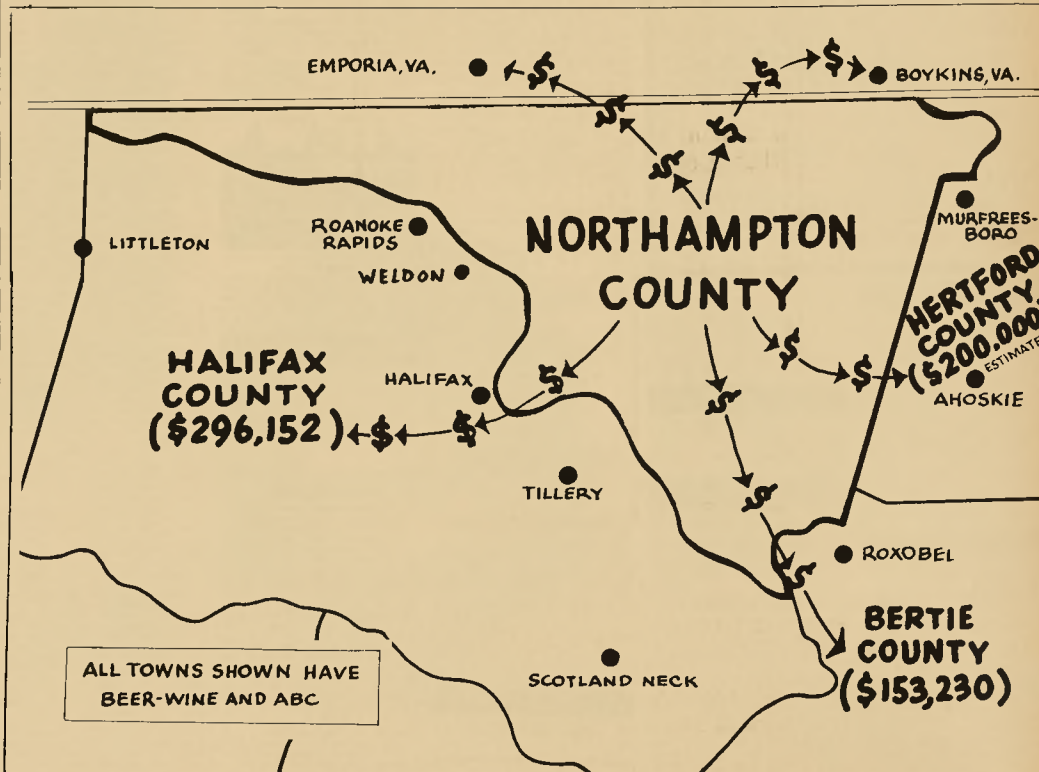 EMPORIA, VA.
$
$
$
$
$
$
$
BOYKINS, VA.
LITTLETON
ROANOKE
RAPIDS
WELDON
NORTHAMPTON
COUNTY
MURFREES-
BORO
HERTFORD
COUNTY
($200,000
ESTIMATE
AHOSKIE
HALIFAX
COUNTY
($296,152)
HALIFAX
$
$
$
$
$
$
$
$
TILLERY
ROXOBEL
BERTIE
COUNTY
($153,230)
SCOTLAND NECK
ALL TOWNS SHOWN HAVE
BEER-WINE AND ABC